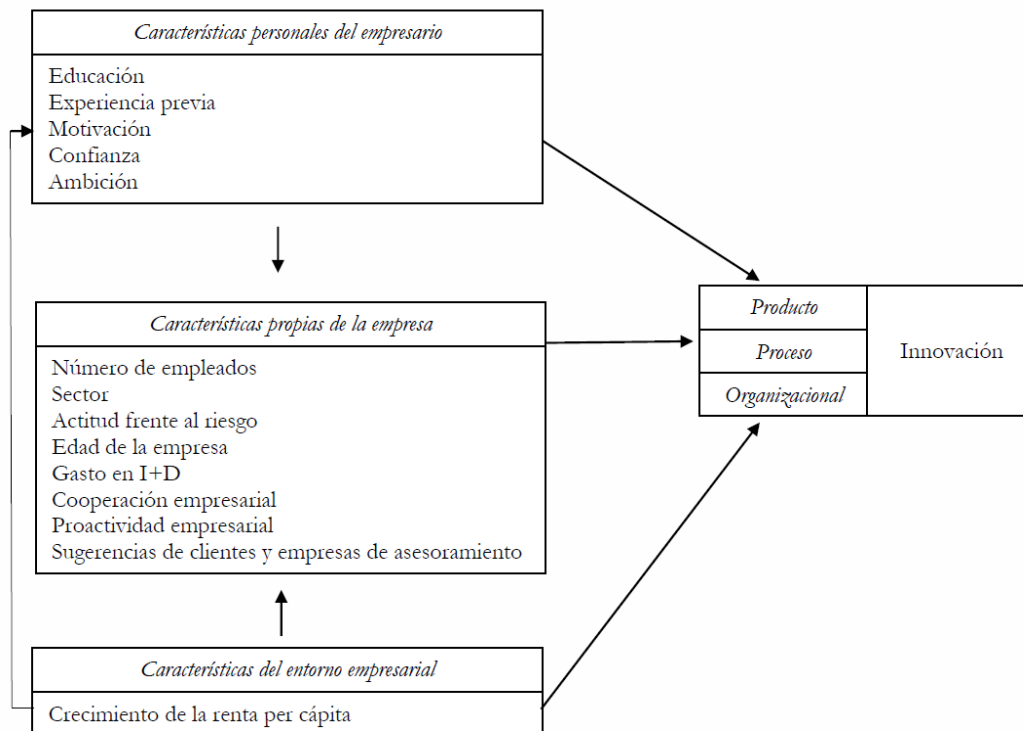 Características personales del empresario
Educación
Experiencia previa
Motivación
Confianza
Ambición
Características propias de la empresa
Número de empleados
Sector
Actitud frente al riesgo
Edad de la empresa
Gasto en I+D
Cooperación empresarial
Proactividad empresarial
Sugerencias de clientes y empresas de asesoramiento
Características del entorno empresarial
Crecimiento de la renta per cápita
Producto
Proceso
Organizacional
Innovación